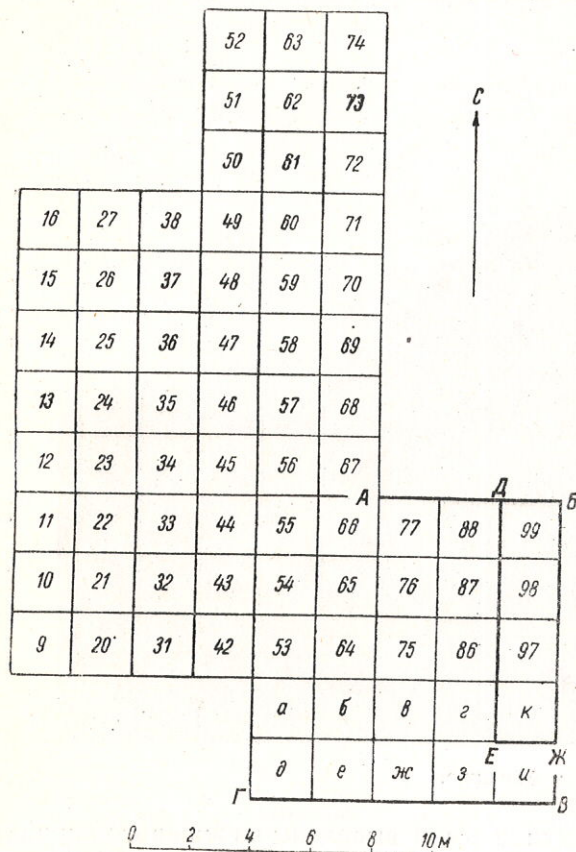 52 63 74
С
51 62 73
50 61 72
16 27 38 49 60 71
15 26 37 48 59 70
14 25 36 47 58 69
13 24 35 46 57 68
12 23 34 45 56 67
А Д Б
11 22 33 44 55 66 77 88 99
10 21 32 43 54 65 76 87 98
9 20 31 42 53 64 75 86 97
а б в г к
Е Ж
д е ж з и
Г В
0 2 4 6 8 10 м